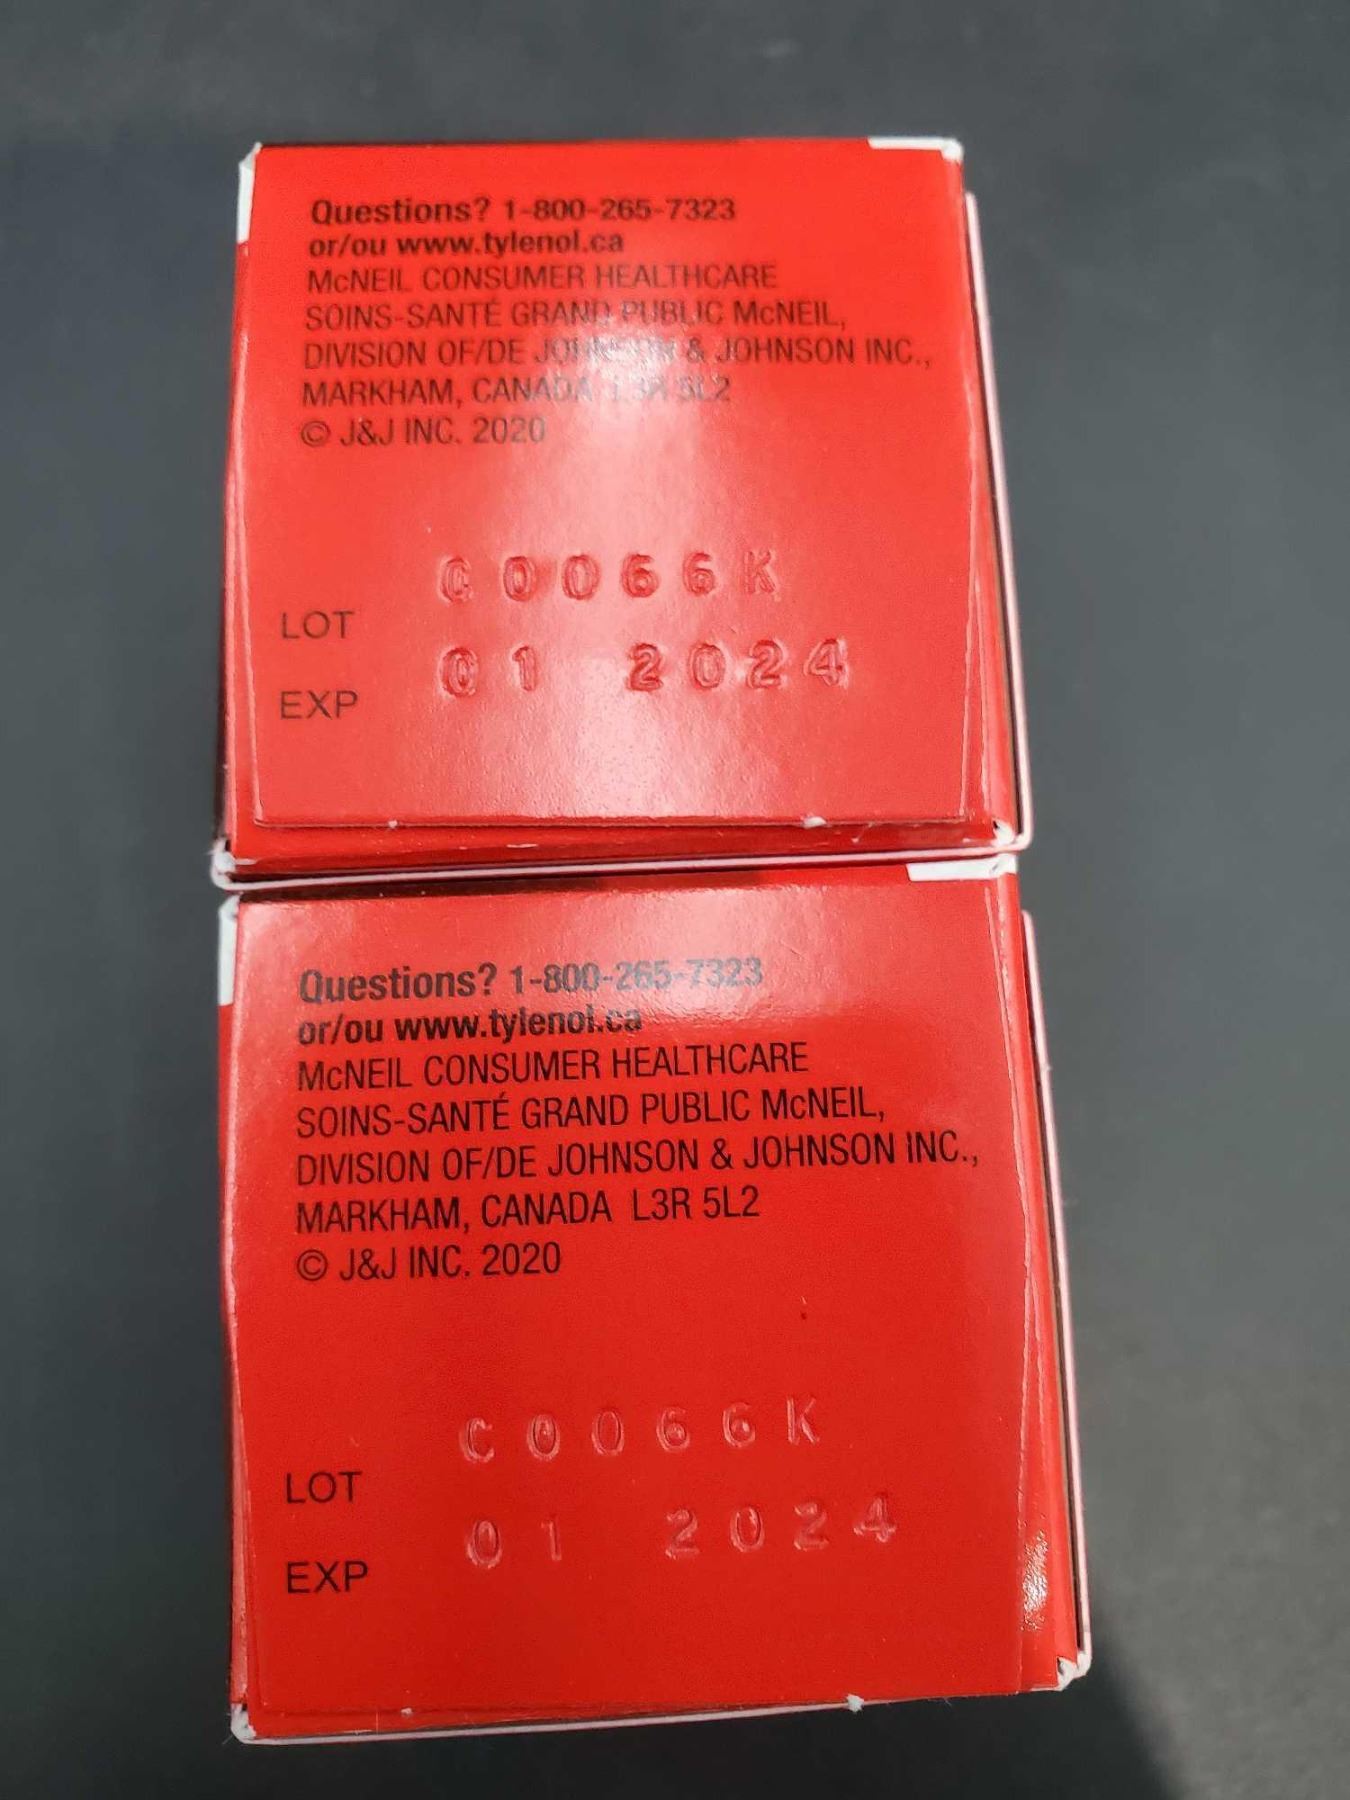 Questions? 1-800-265-7323
or/ou www.tylenol.ca
McNEIL CONSUMER HEALTHCARE
SOINS-SANTÉ GRAND PUBLIC McNEIL,
DIVISION OF/DE JOHNSON & JOHNSON INC.,
MARKHAM, CANADA L3R 5L2
© J&J INC. 2020
C0066K
LOT
01 2024
EXP
Questions? 1-800-265-7323
or/ou www.tylenol.ca
McNEIL CONSUMER HEALTHCARE
SOINS-SANTÉ GRAND PUBLIC McNEIL,
DIVISION OF/DE JOHNSON & JOHNSON INC.,
MARKHAM, CANADA L3R 5L2
© J&J INC. 2020
C0066K
LOT
01 2024
EXP